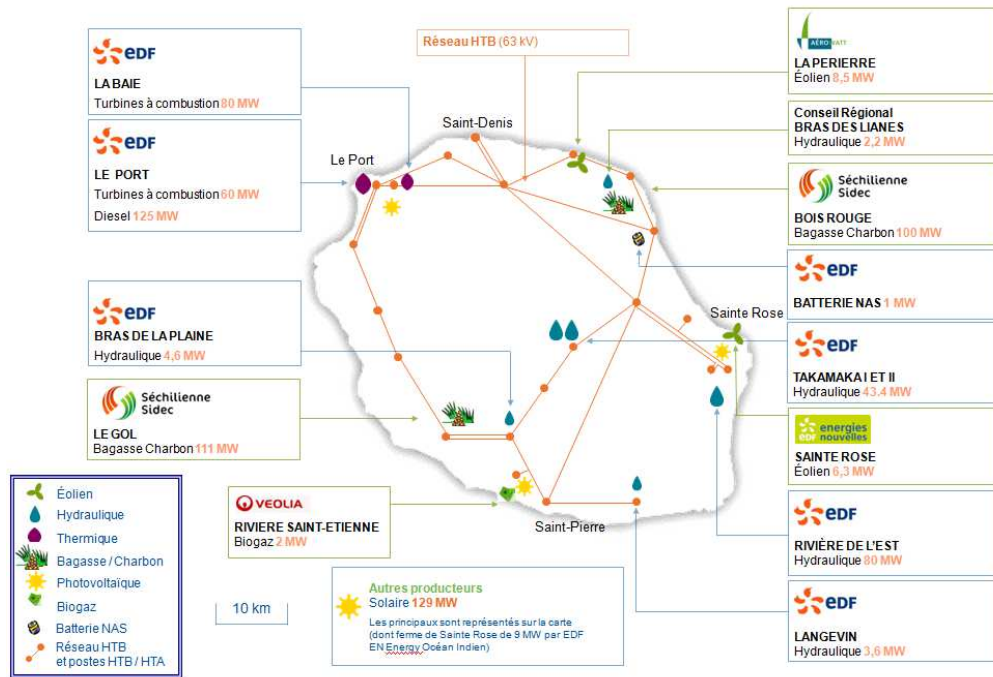 eDF
LA BAIE
Turbines à combustion 80 MW
eDF
LE PORT
Turbines à combustion 60 MW
Diesel 125 MW
eDF
BRAS DE LA PLAINE
Hydraulique 4,6 MW
Séchilienne
Sidec
LE GOL
Bagasse Charbon 111 MW
Éolien
Hydraulique
Thermique
Bagasse / Charbon
Photovoltaïque
Biogaz
Batterie NAS
Réseau HTB
et postes HTB / HTA
Réseau HTB (63 kV)
Saint-Denis
Le Port
Sainte Rose
Saint-Pierre
VEOLIA
RIVIERE SAINT-ETIENNE
Biogaz 2 MW
10 km
Autres producteurs
Solaire 129 MW
Les principaux sont représentés sur la carte
(dont ferme de Sainte Rose de 9 MW par EDF
EN Energy Océan Indien)
AÉROWATT
LA PERIERRE
Éolien 8,5 MW
Conseil Régional
BRAS DES LIANES
Hydraulique 2,2 MW
Séchilienne
Sidec
BOIS ROUGE
Bagasse Charbon 100 MW
eDF
BATTERIE NAS 1 MW
eDF
TAKAMAKA I ET II
Hydraulique 43.4 MW
eDF energies
nouvelles
SAINTE ROSE
Éolien 6,3 MW
eDF
RIVIÈRE DE L'EST
Hydraulique 80 MW
eDF
LANGEVIN
Hydraulique 3,6 MW